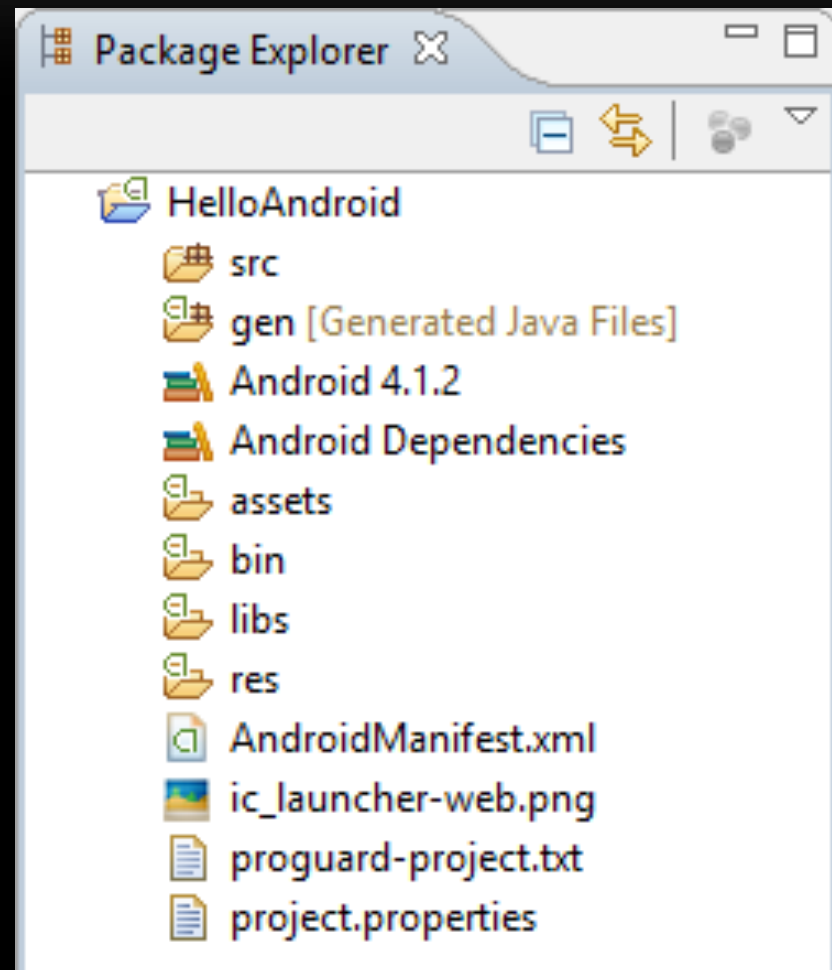 Package Explorer
HelloAndroid
src
gen [Generated Java Files]
Android 4.1.2
Android Dependencies
assets
bin
libs
res
AndroidManifest.xml
ic_launcher-web.png
proguard-project.txt
project.properties